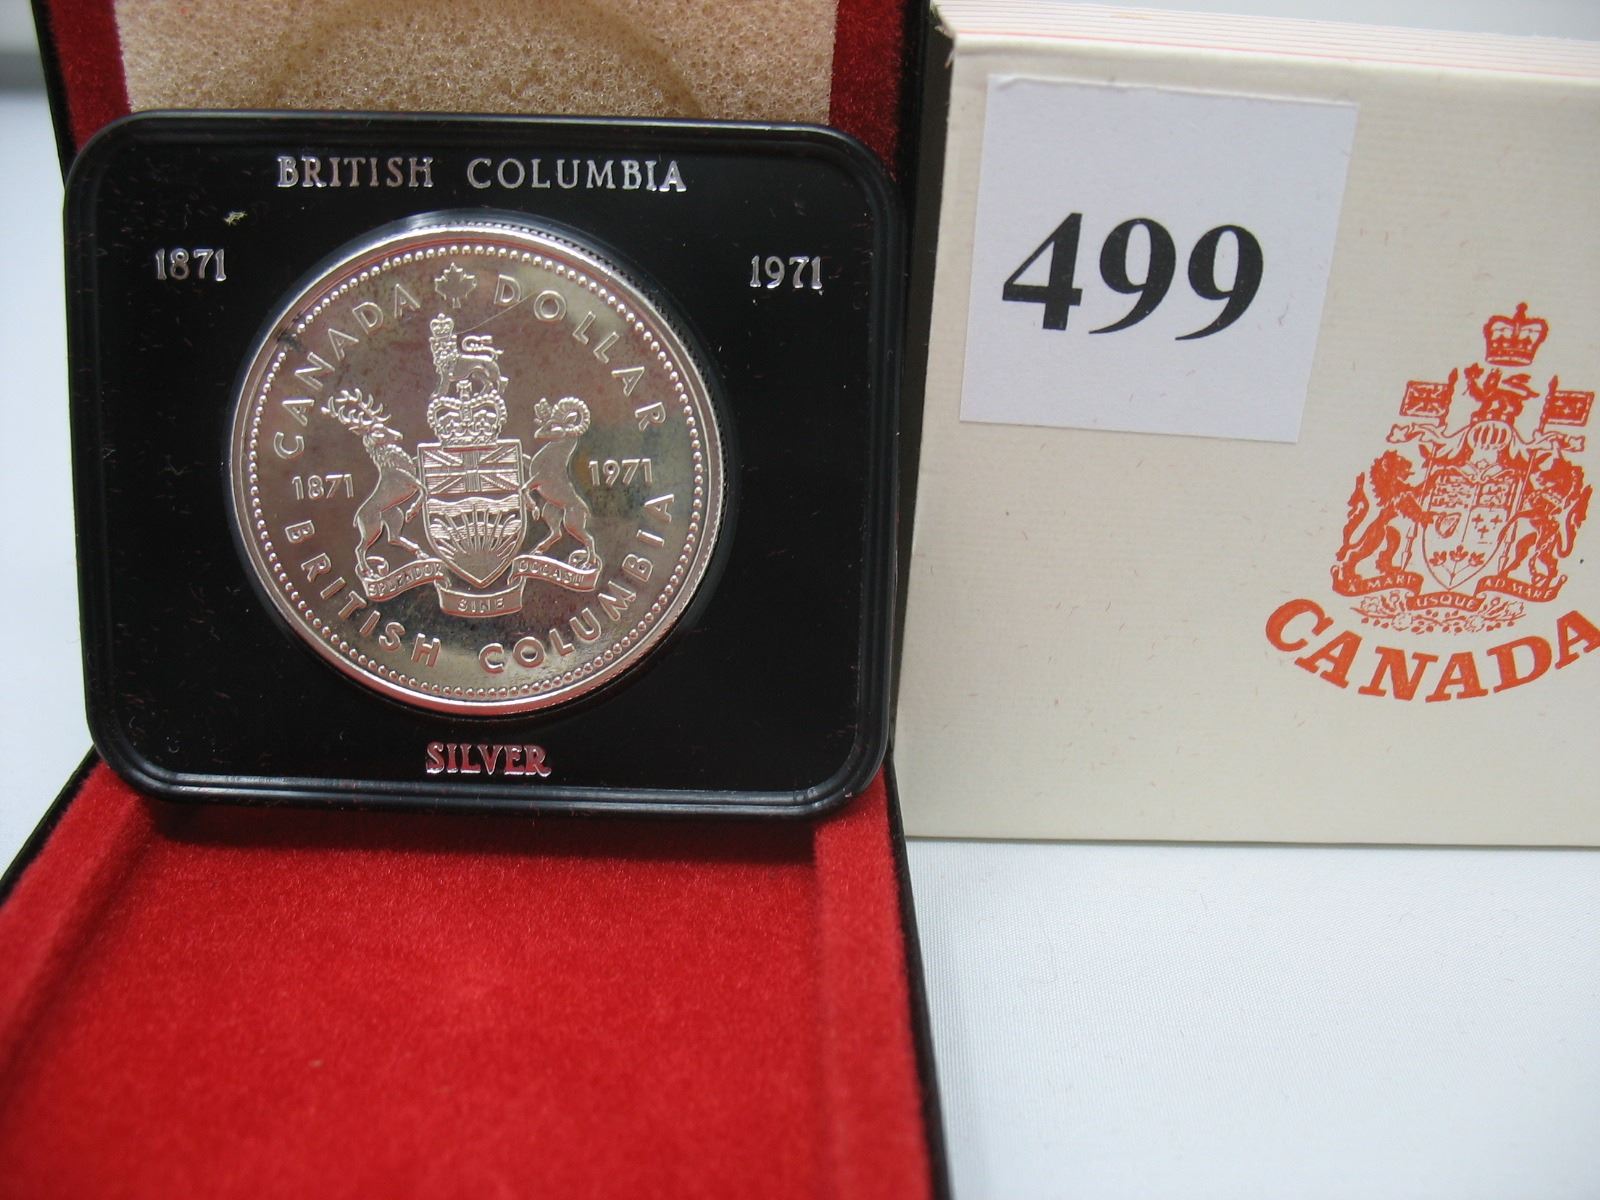 BRITISH COLUMBIA
1871 1971
CANADA DOLLAR
1871 1971
SPLENDOR SINE OCCASU
BRITISH COLUMBIA
SILVER
499
A MARI USQUE AD MARE
CANADA